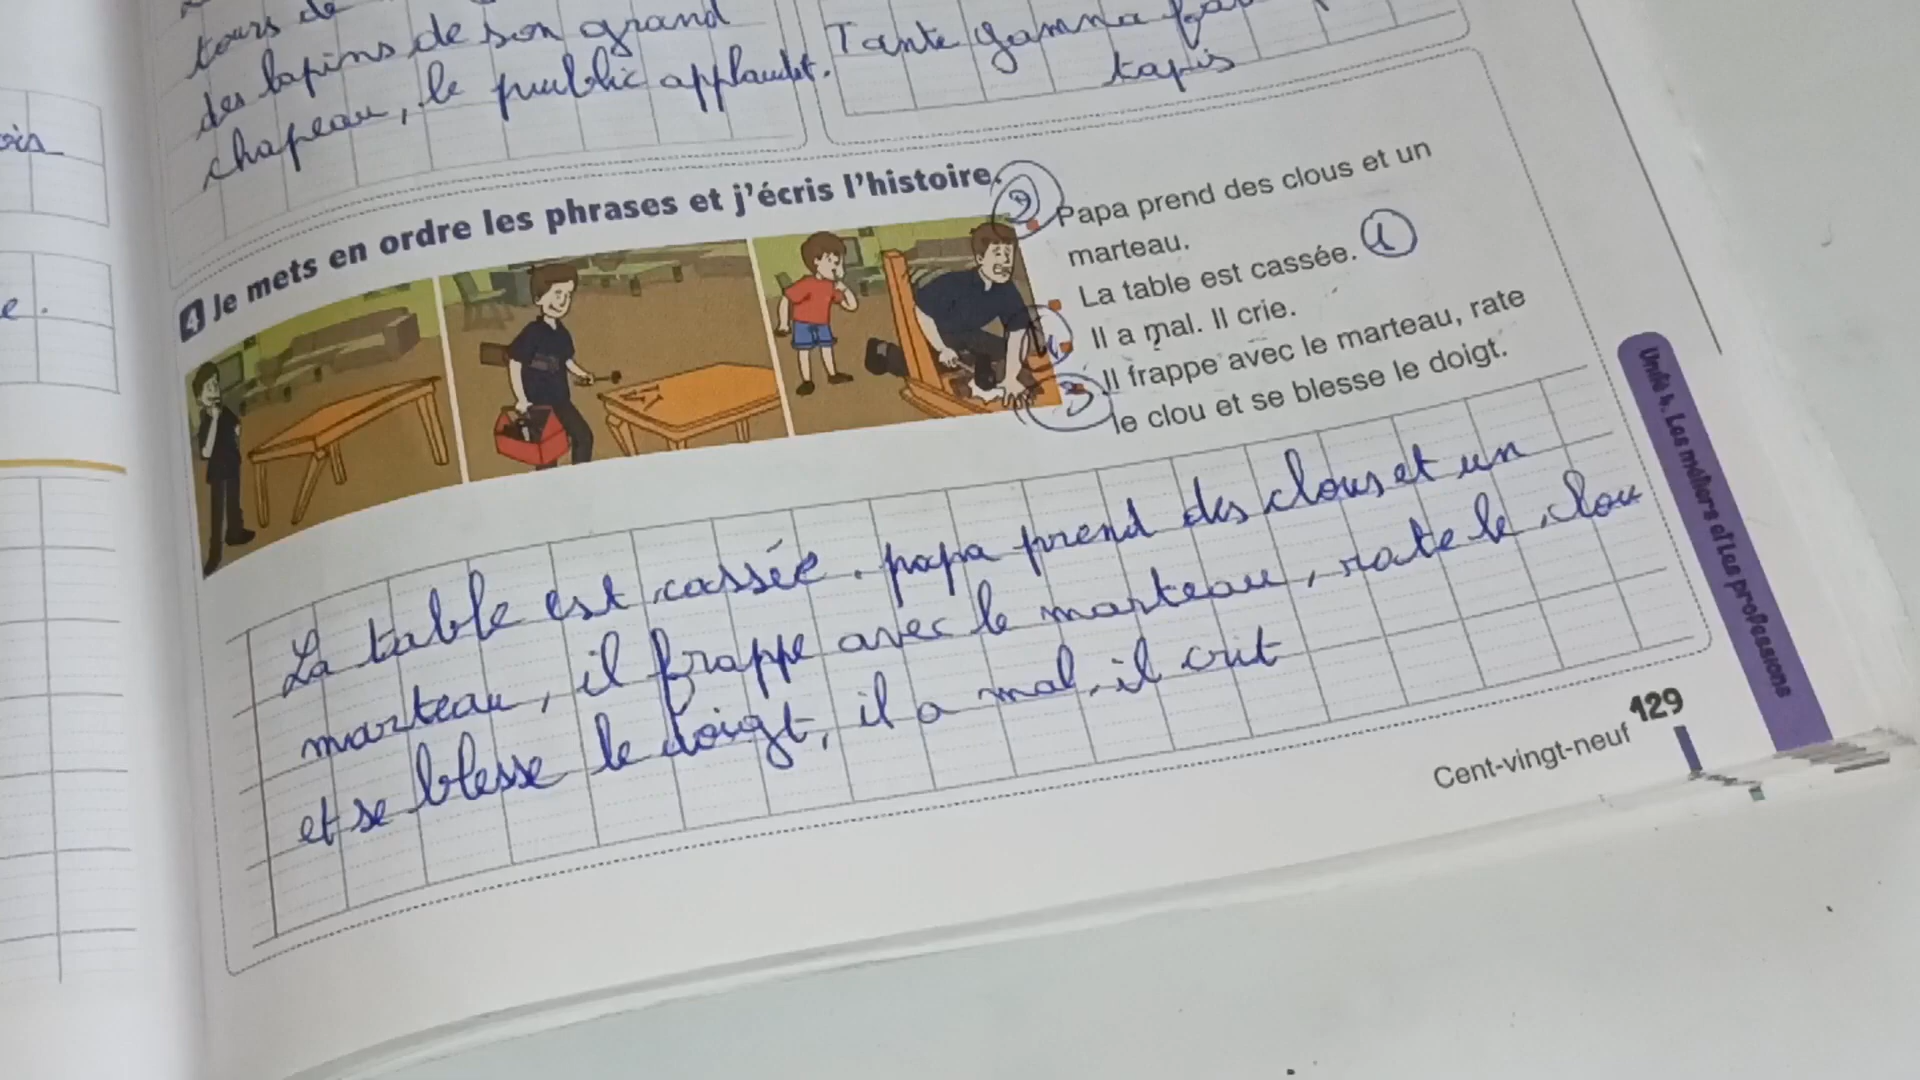 tours de
des lapins de son grand
chapeau, le public applaudit.
Tante gamma
tapis
ois
e.
4 Je mets en ordre les phrases et j'écris l'histoire.
Papa prend des clous et un
marteau.
La table est cassée. 1
Il a mal. Il crie.
3 Il frappe avec le marteau, rate
le clou et se blesse le doigt.
La table est cassée. papa prend des clous et un
marteau, il frappe avec le marteau, rate le clou
et se blesse le doigt, il a mal, il crit
Unité 4. Les métiers et les professions
Cent-vingt-neuf 129